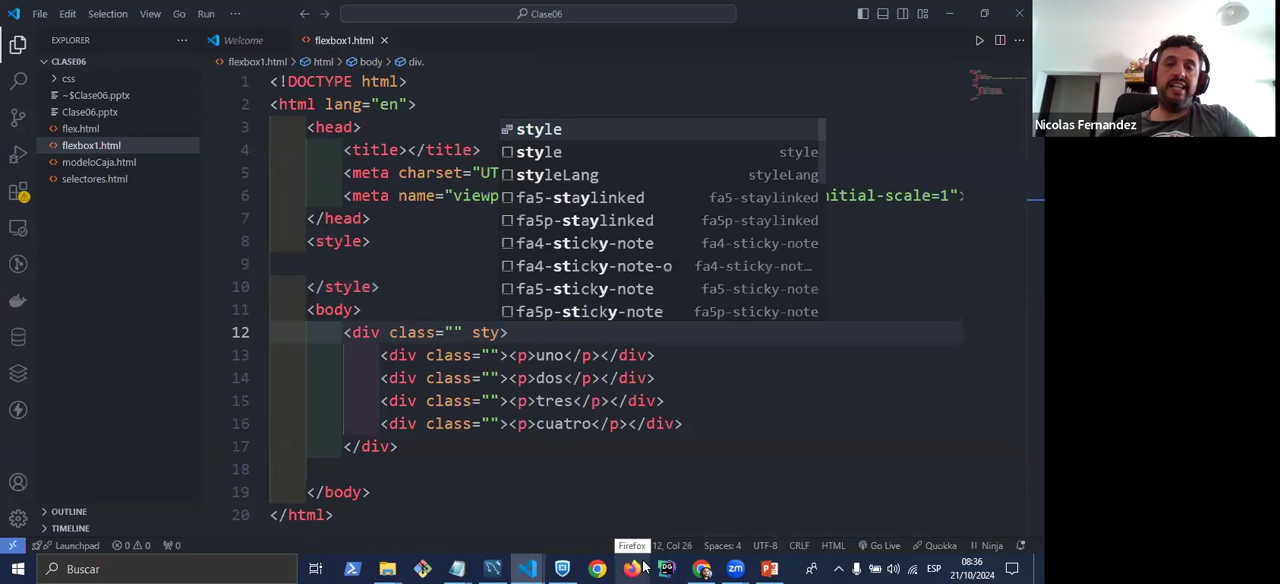 File Edit Selection View Go Run ···
Clase06
EXPLORER ···
Welcome
flexbox1.html
CLASE06
css
~$Clase06.pptx
Clase06.pptx
flex.html
flexbox1.html
modeloCaja.html
selectores.html
OUTLINE
TIMELINE
flexbox1.html > html > body > div.
1 <!DOCTYPE html>
2 <html lang="en">
3 <head>
4 <title></title>
5 <meta charset="UT
6 <meta name="viewp nitial-scale=1">
7 </head>
8 <style>
9
10 </style>
11 <body>
12 <div class="" sty>
13 <div class=""><p>uno</p></div>
14 <div class=""><p>dos</p></div>
15 <div class=""><p>tres</p></div>
16 <div class=""><p>cuatro</p></div>
17 </div>
18
19 </body>
20 </html>
style
style style
styleLang styleLang
fa5-staylinked fa5-staylinked
fa5p-staylinked fa5p-staylinked
fa4-sticky-note fa4-sticky-note
fa4-sticky-note-o fa4-sticky-not...
fa5-sticky-note fa5-sticky-note
fa5p-sticky-note fa5p-sticky-note
Nicolas Fernandez
Launchpad 0 0 0
Firefox
12, Col 26 Spaces: 4 UTF-8 CRLF HTML Go Live Quokka Ninja
Buscar
ESP
08:36
21/10/2024